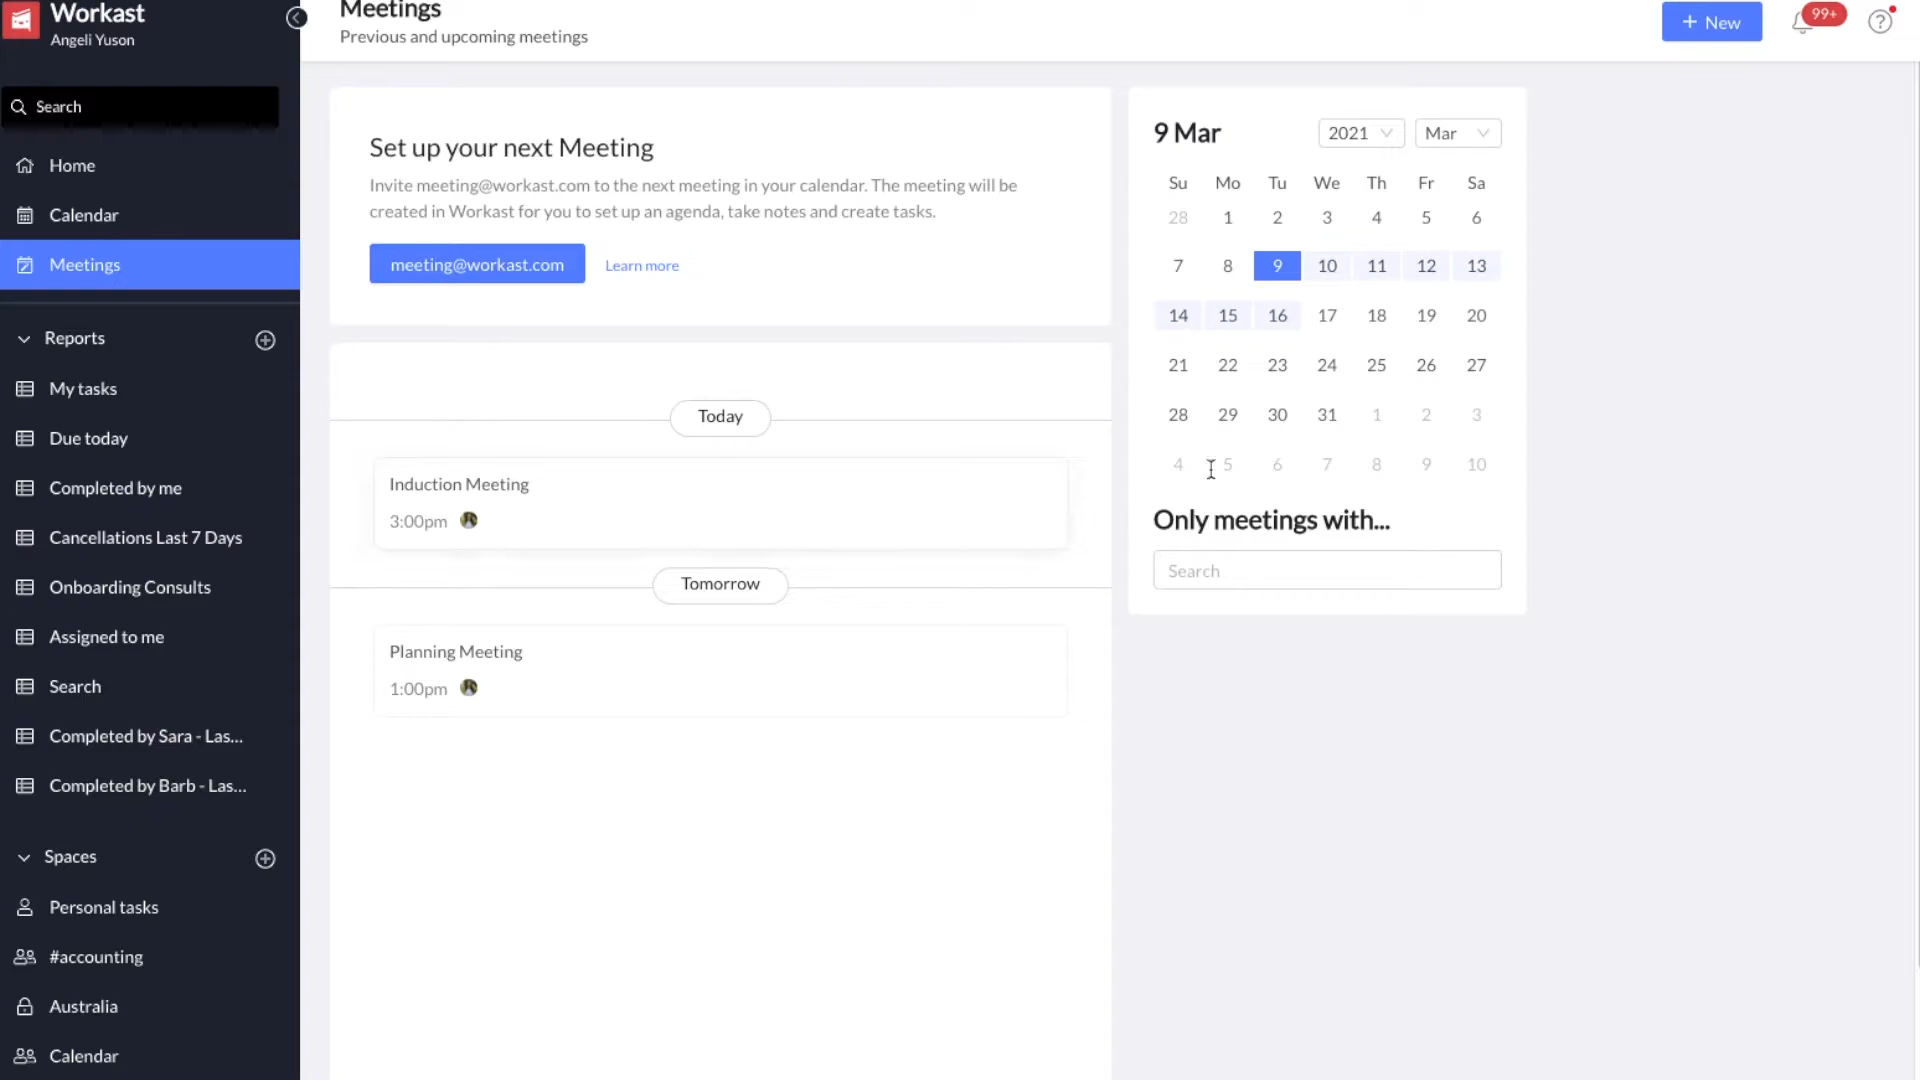 Workast
Angeli Yuson
Search
Home
Calendar
Meetings
Reports
My tasks
Due today
Completed by me
Cancellations Last 7 Days
Onboarding Consults
Assigned to me
Search
Completed by Sara - Las...
Completed by Barb - Las...
Spaces
Personal tasks
#accounting
Australia
Calendar
Meetings
Previous and upcoming meetings
+ New
99+
?
Set up your next Meeting
Invite meeting@workast.com to the next meeting in your calendar. The meeting will be
created in Workast for you to set up an agenda, take notes and create tasks.
meeting@workast.com Learn more
Today
Induction Meeting
3:00pm
Tomorrow
Planning Meeting
1:00pm
9 Mar 2021 Mar
Su Mo Tu We Th Fr Sa
28 1 2 3 4 5 6
7 8 9 10 11 12 13
14 15 16 17 18 19 20
21 22 23 24 25 26 27
28 29 30 31 1 2 3
4 5 6 7 8 9 10
Only meetings with...
Search